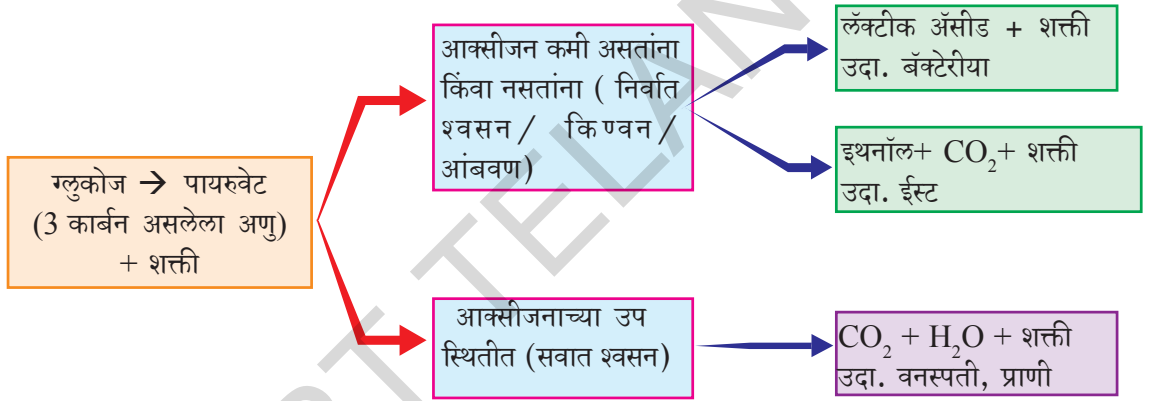 ग्लुकोज → पायरुवेट
(3 कार्बन असलेला अणु)
+ शक्ती
आक्सीजन कमी असतांना
किंवा नसतांना ( निर्वात
श्वसन / किण्वन /
आंबवण)
लॅक्टीक ॲसीड + शक्ती
उदा. बॅक्टेरीया
इथनॉल+ CO₂+ शक्ती
उदा. ईस्ट
आक्सीजनाच्या उप
स्थितीत (सवात श्वसन)
CO₂ + H₂O + शक्ती
उदा. वनस्पती, प्राणी